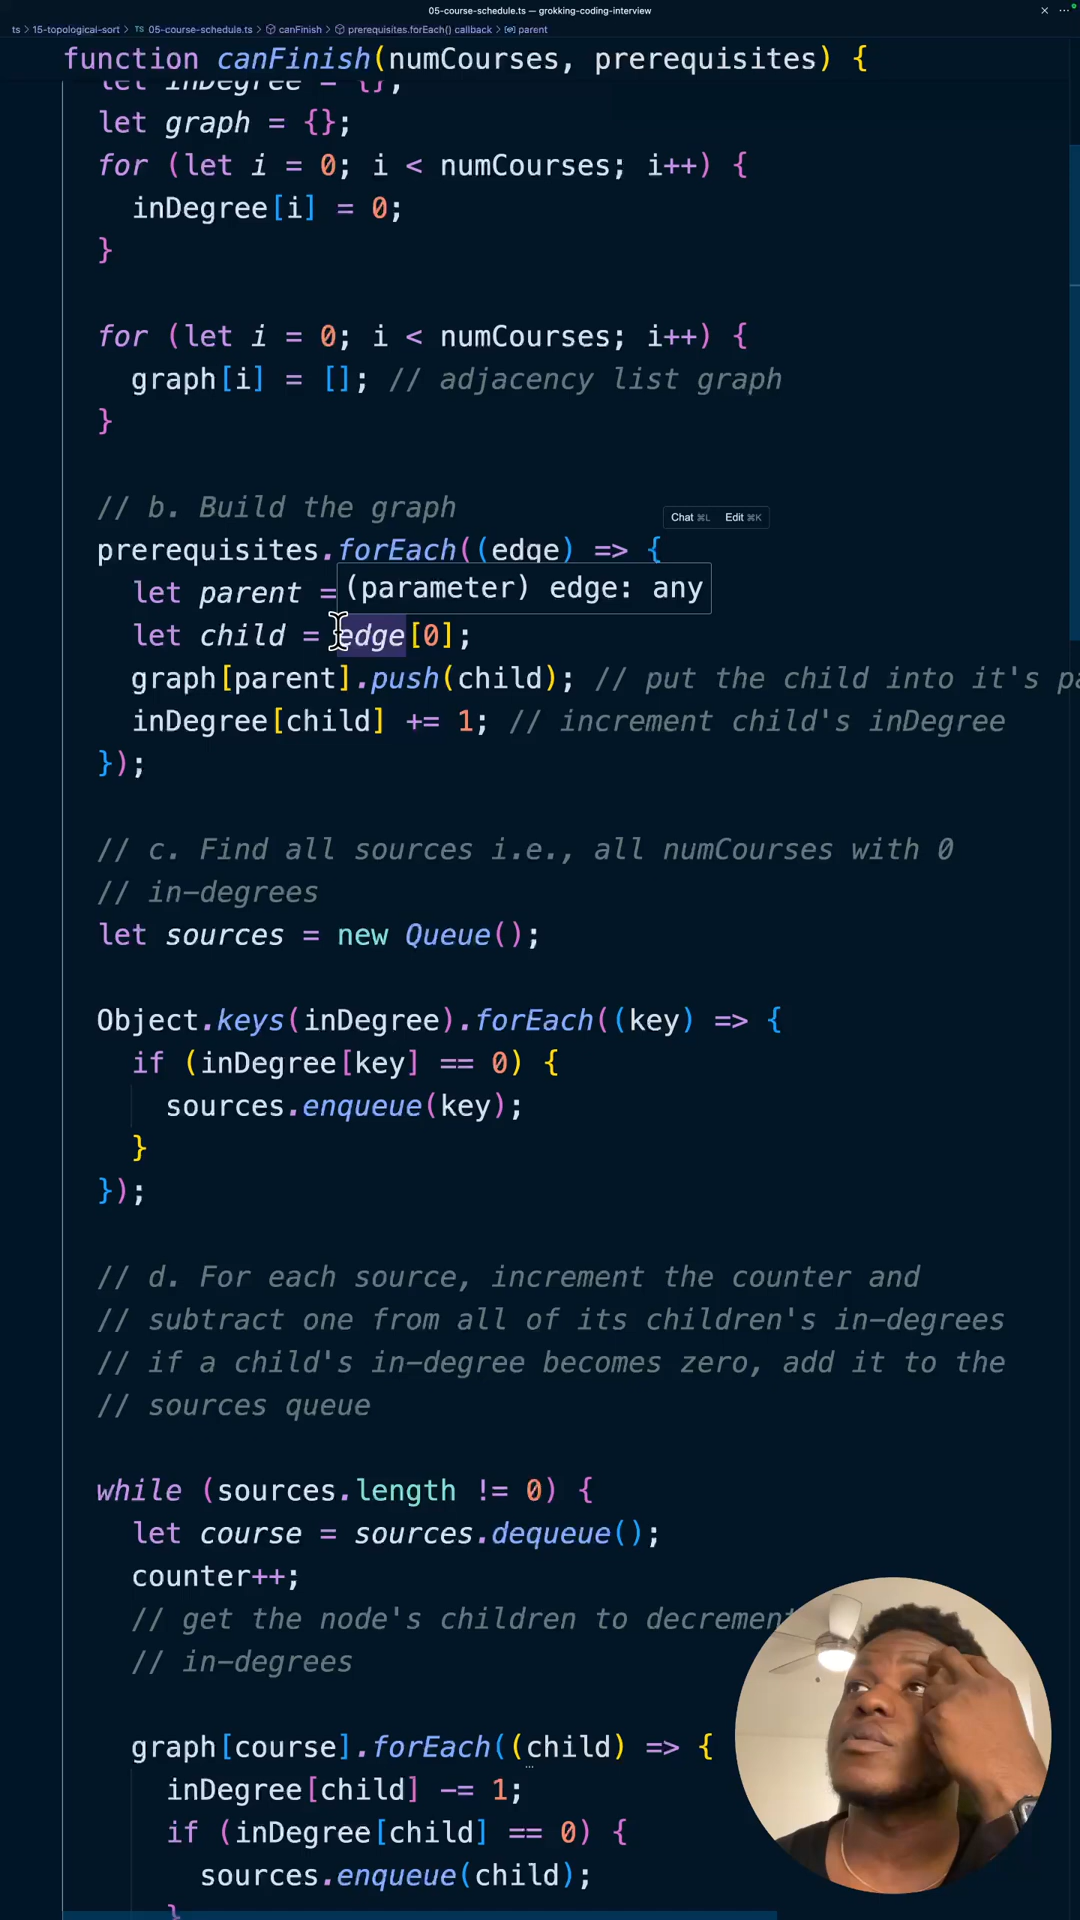 05-course-schedule.ts — grokking-coding-interview
ts > 15-topological-sort > TS 05-course-schedule.ts > canFinish > prerequisites.forEach() callback > parent
function canFinish(numCourses, prerequisites) {
let inDegree = {};
let graph = {};
for (let i = 0; i < numCourses; i++) {
inDegree[i] = 0;
}
for (let i = 0; i < numCourses; i++) {
graph[i] = []; // adjacency list graph
}
// b. Build the graph
Chat ⌘L Edit ⌘K
prerequisites.forEach((edge) => {
(parameter) edge: any
let parent =
let child = edge[0];
graph[parent].push(child); // put the child into it's pa
inDegree[child] += 1; // increment child's inDegree
});
// c. Find all sources i.e., all numCourses with 0
// in-degrees
let sources = new Queue();
Object.keys(inDegree).forEach((key) => {
if (inDegree[key] == 0) {
sources.enqueue(key);
}
});
// d. For each source, increment the counter and
// subtract one from all of its children's in-degrees
// if a child's in-degree becomes zero, add it to the
// sources queue
while (sources.length != 0) {
let course = sources.dequeue();
counter++;
// get the node's children to decrement
// in-degrees
graph[course].forEach((child) => {
inDegree[child] -= 1;
if (inDegree[child] == 0) {
sources.enqueue(child);
}